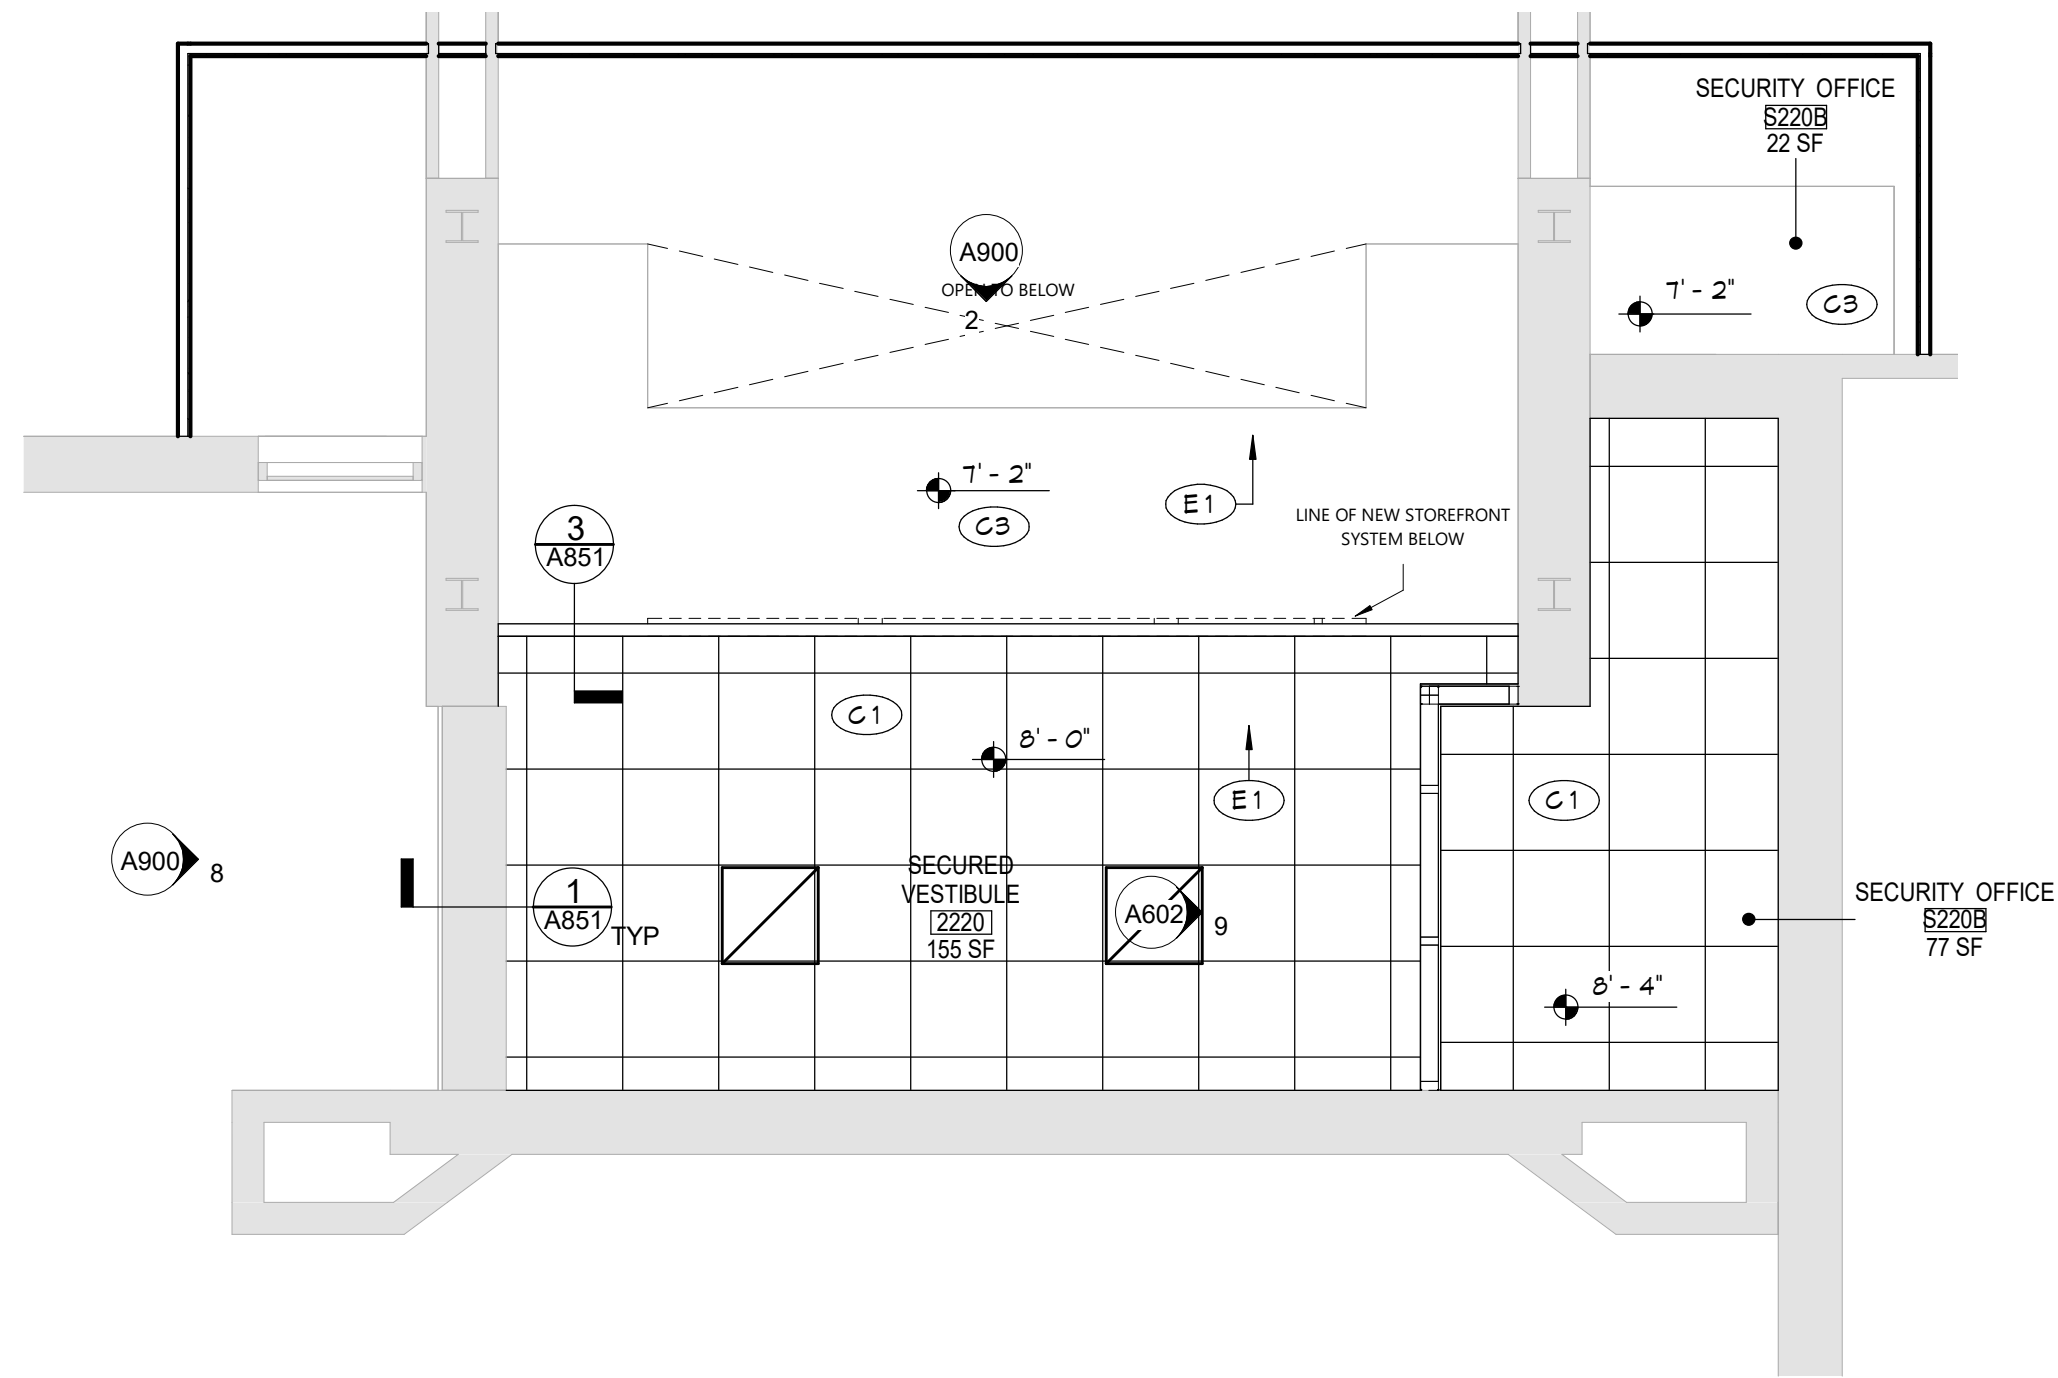 SECURITY OFFICE
S220B
22 SF
A900
OPEN TO BELOW
2
7' - 2"
C3
7' - 2"
C3
E1
LINE OF NEW STOREFRONT
SYSTEM BELOW
3
A851
C1
8' - 0"
E1
C1
A900
8
1
A851
TYP
SECURED
VESTIBULE
2220
155 SF
A602
9
SECURITY OFFICE
S220B
77 SF
8' - 4"